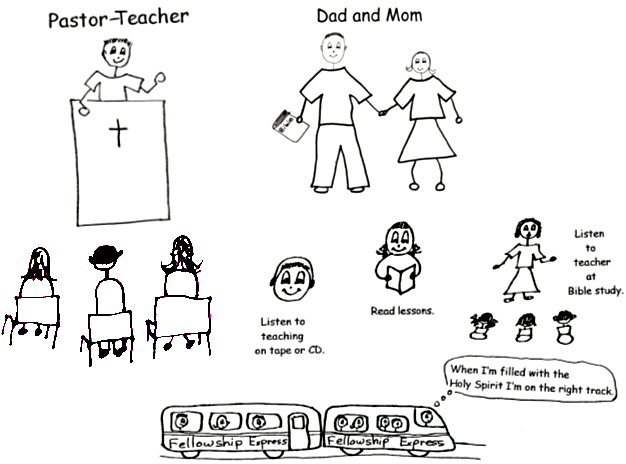 Pastor-Teacher
Dad and Mom
Listen
to
teacher
at
Bible study.
Read lessons.
Listen to
teaching
on tape or CD.
When I'm filled with the
Holy Spirit I'm on the right track.
Fellowship Express
Fellowship Express